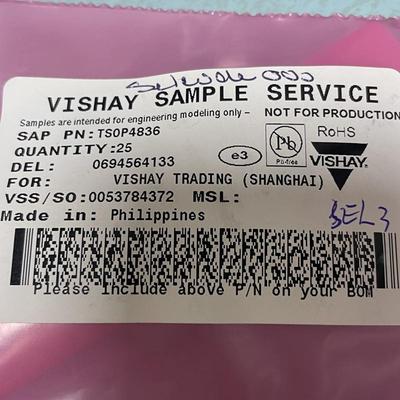 VISHAY SAMPLE SERVICE
Samples are intended for engineering modeling only – NOT FOR PRODUCTION
SAP PN:TSOP4836
QUANTITY:25
DEL: 0694564133
e3
Pb
Pb-free
RoHS
VISHAY
FOR: VISHAY TRADING (SHANGHAI)
VSS/SO:0053784372 MSL:
Made in: Philippines
Please include above P/N on your BOM